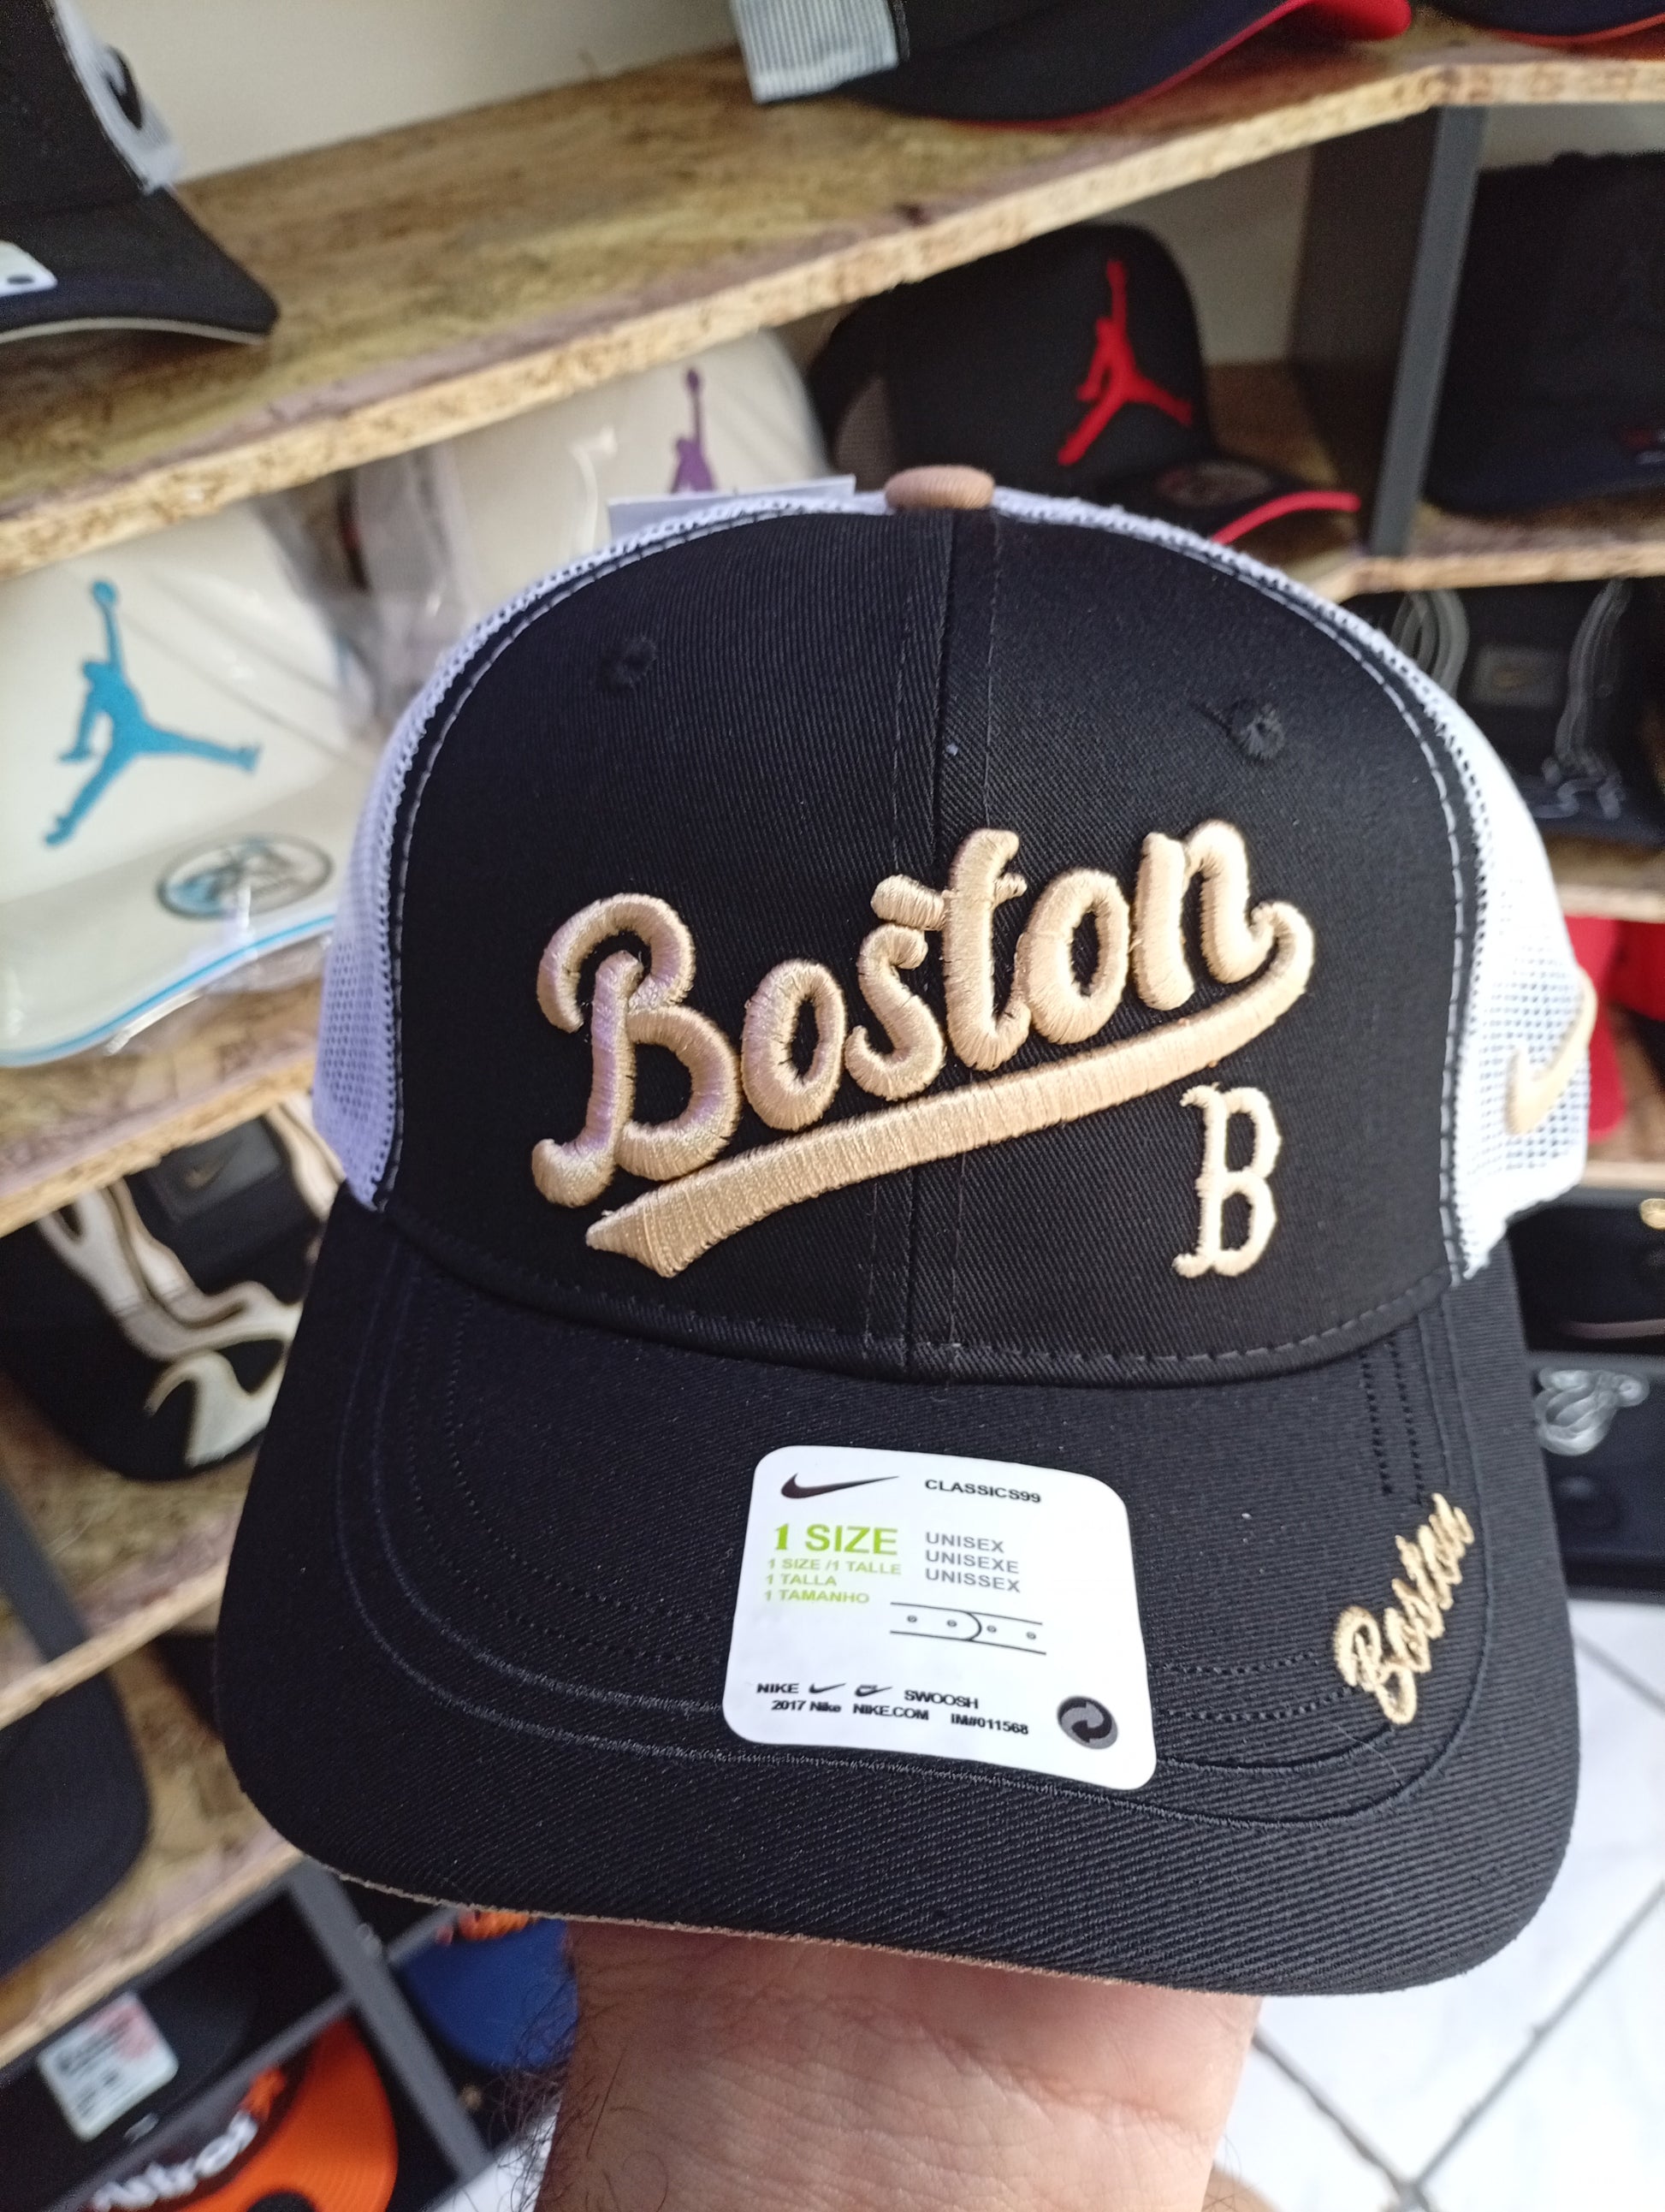 Boston
B
Boston
CLASSICS99
1 SIZE
1 SIZE /1 TALLE
1 TALLA
1 TAMANHO
UNISEX
UNISEXE
UNISSEX
NIKE SWOOSH
2017 Nike NIKE.COM IM#011568